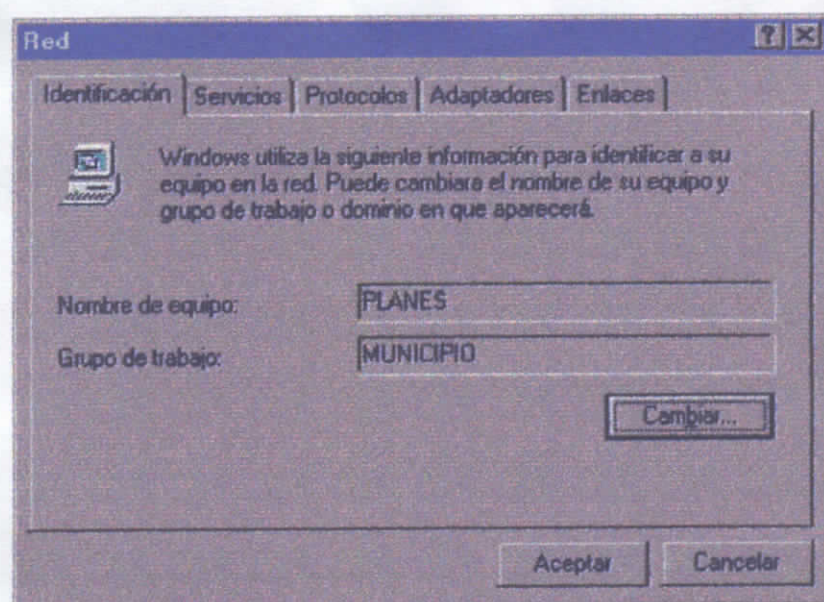 Red
Identificación Servicios Protocolos Adaptadores Enlaces
Windows utiliza la siguiente información para identificar a su
equipo en la red. Puede cambiara el nombre de su equipo y
grupo de trabajo o dominio en que aparecerá.
Nombre de equipo: PLANES
Grupo de trabajo: MUNICIPIO
Cambiar...
Aceptar Cancelar